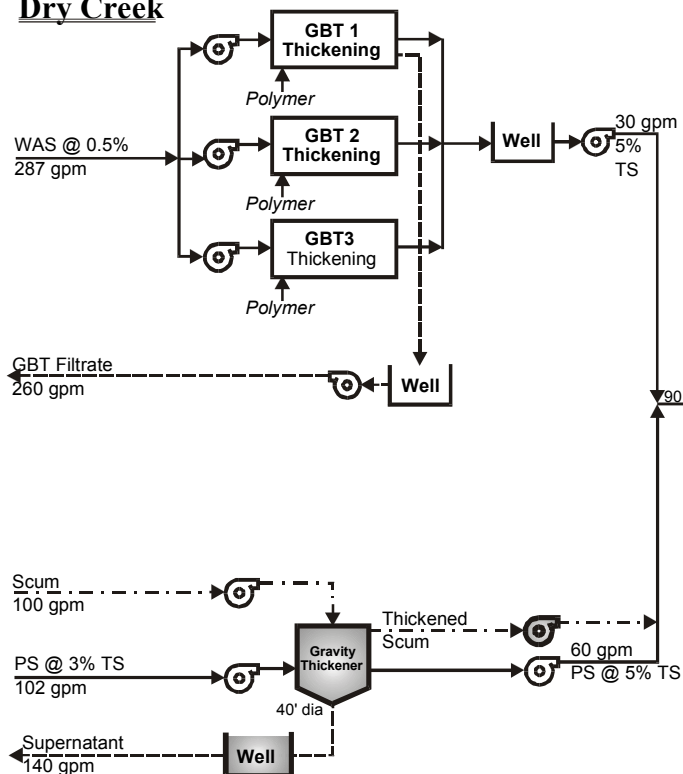 Dry Creek
GBT 1
Thickening
Polymer
WAS @ 0.5%
287 gpm
GBT 2
Thickening
Polymer
Well
30 gpm
5%
TS
GBT3
Thickening
Polymer
GBT Filtrate
260 gpm
Well
90
Scum
100 gpm
Thickened
Scum
Gravity
Thickener
PS @ 3% TS
102 gpm
60 gpm
PS @ 5% TS
40' dia
Supernatant
140 gpm
Well